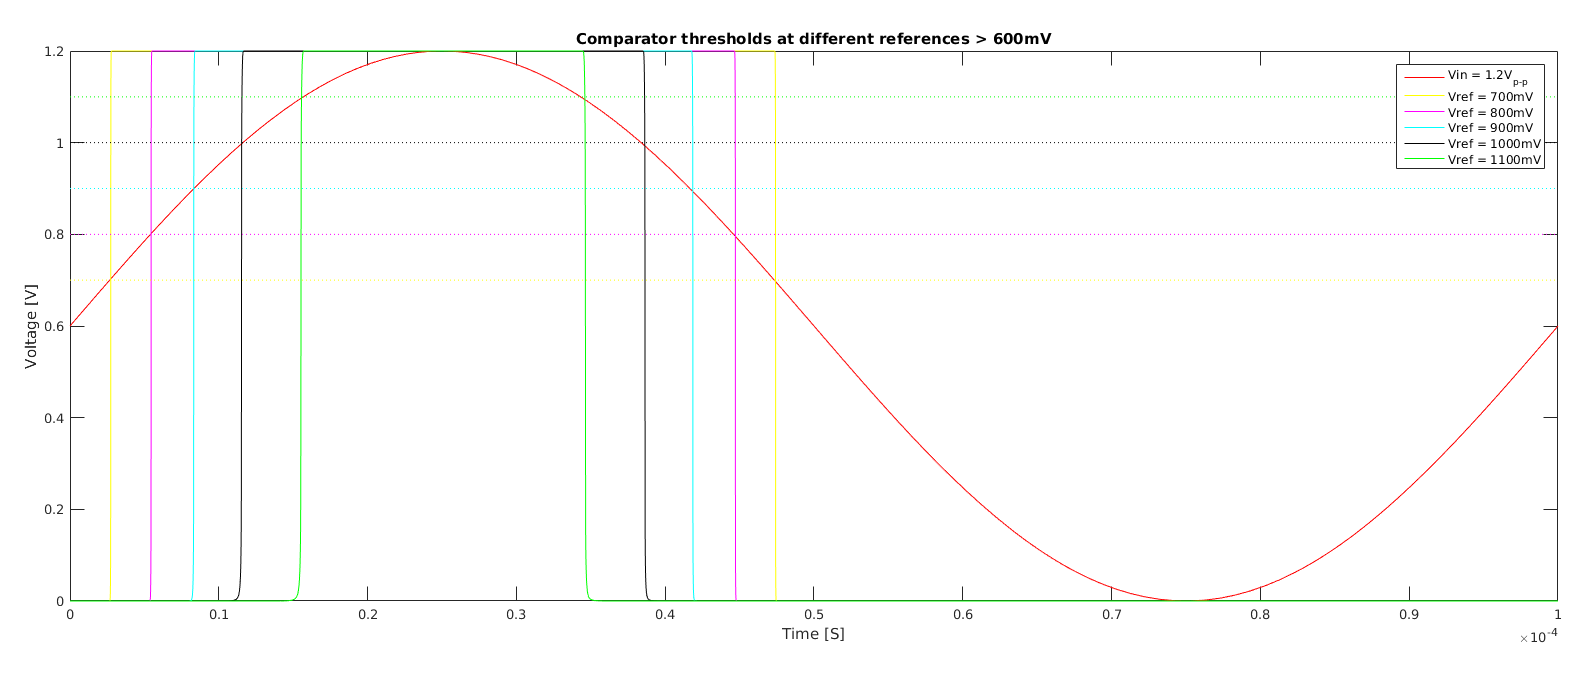 Comparator thresholds at different references > 600mV
1.2
1
0.8
0.6
0.4
0.2
0
Voltage [V]
Vin = 1.2Vp-p
Vref = 700mV
Vref = 800mV
Vref = 900mV
Vref = 1000mV
Vref = 1100mV
0 0.1 0.2 0.3 0.4 0.5 0.6 0.7 0.8 0.9 1
Time [S]
×10-4